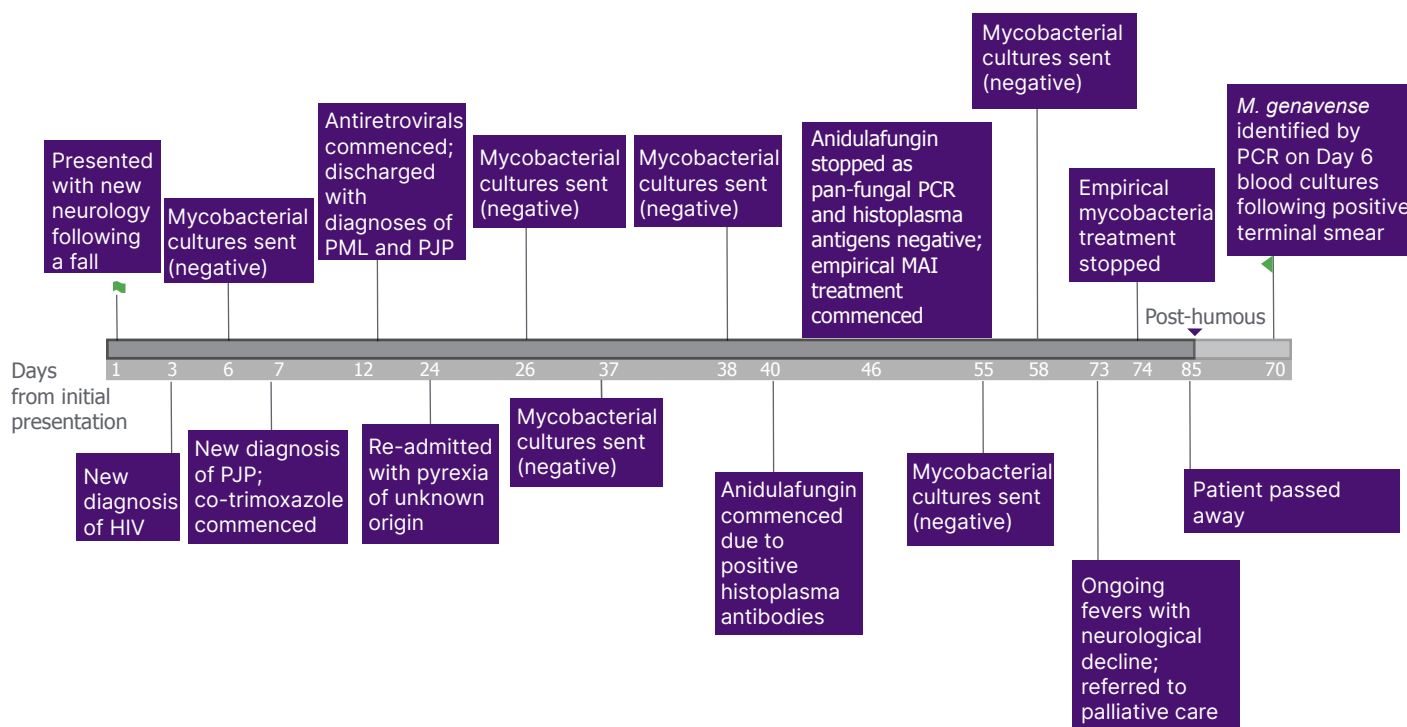 Presented
with new
neurology
following
a fall
Mycobacterial
cultures sent
(negative)
Antiretrovirals
commenced;
discharged
with
diagnoses of
PML and PJP
Mycobacterial
cultures sent
(negative)
Mycobacterial
cultures sent
(negative)
Anidulafungin
stopped as
pan-fungal PCR
and histoplasma
antigens negative;
empirical MAI
treatment
commenced
Mycobacterial
cultures sent
(negative)
Empirical
mycobacteria
treatment
stopped
M. genavense
identified by
PCR on Day 6
blood cultures
following positive
terminal smear
Post-humous
Days
from initial
presentation
1 3 6 7 12 24 26 37 38 40 46 55 58 73 74 85 70
New
diagnosis
of HIV
New diagnosis
of PJP;
co-trimoxazole
commenced
Re-admitted
with pyrexia
of unknown
origin
Mycobacterial
cultures sent
(negative)
Anidulafungin
commenced
due to
positive
histoplasma
antibodies
Mycobacterial
cultures sent
(negative)
Ongoing
fevers with
neurological
decline;
referred to
palliative care
Patient passed
away